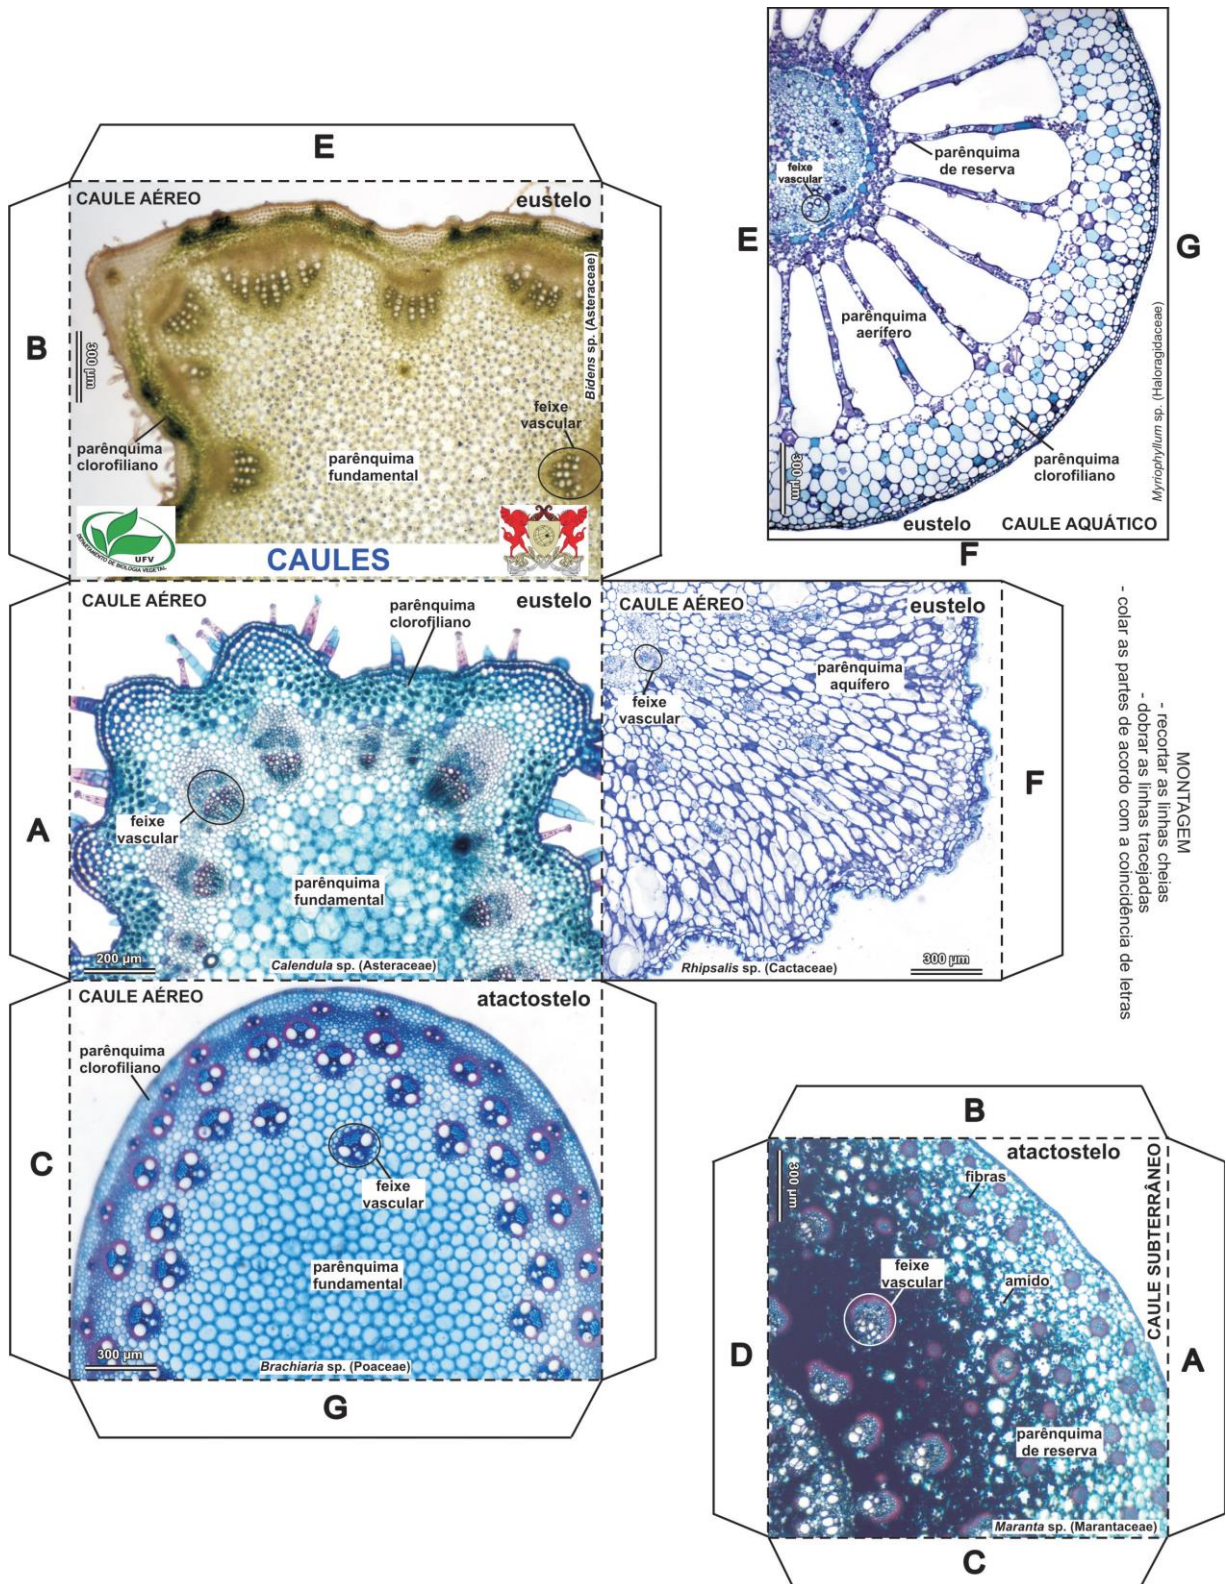 E
CAULE AÉREO
eustelo
B
300 µm
Bidens sp. (Asteraceae)
feixe
vascular
parênquima
clorofiliano
parênquima
fundamental
DEPARTAMENTO DE BIOLOGIA VEGETAL
UFV
CAULES
parênquima
de reserva
feixe
vascular
E
G
parênquima
aerífero
Myriophyllum sp. (Haloragidaceae)
parênquima
clorofiliano
300 µm
eustelo
CAULE AQUÁTICO
F
CAULE AÉREO
parênquima
clorofiliano
eustelo
A
feixe
vascular
parênquima
fundamental
200 µm
Calendula sp. (Asteraceae)
CAULE AÉREO
eustelo
parênquima
aquífero
feixe
vascular
F
Rhipsalis sp. (Cactaceae)
300 µm
MONTAGEM
- recortar as linhas cheias
- dobrar as linhas tracejadas
- colar as partes de acordo com a coincidência de letras
CAULE AÉREO
atactostelo
parênquima
clorofiliano
C
feixe
vascular
parênquima
fundamental
300 µm
Brachiaria sp. (Poaceae)
G
B
atactostelo
300 µm
fibras
CAULE SUBTERRÂNEO
feixe
vascular
amido
D
A
parênquima
de reserva
Maranta sp. (Marantaceae)
C